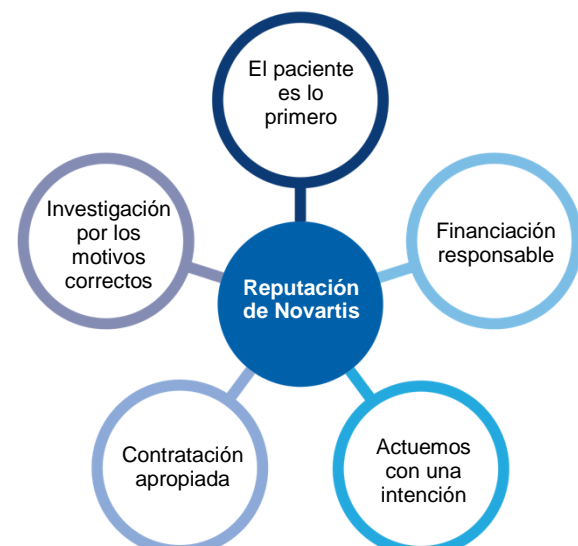 El paciente
es lo
primero
Investigación
por los
motivos
correctos
Financiación
responsable
Reputación
de Novartis
Contratación
apropiada
Actuemos
con una
intención